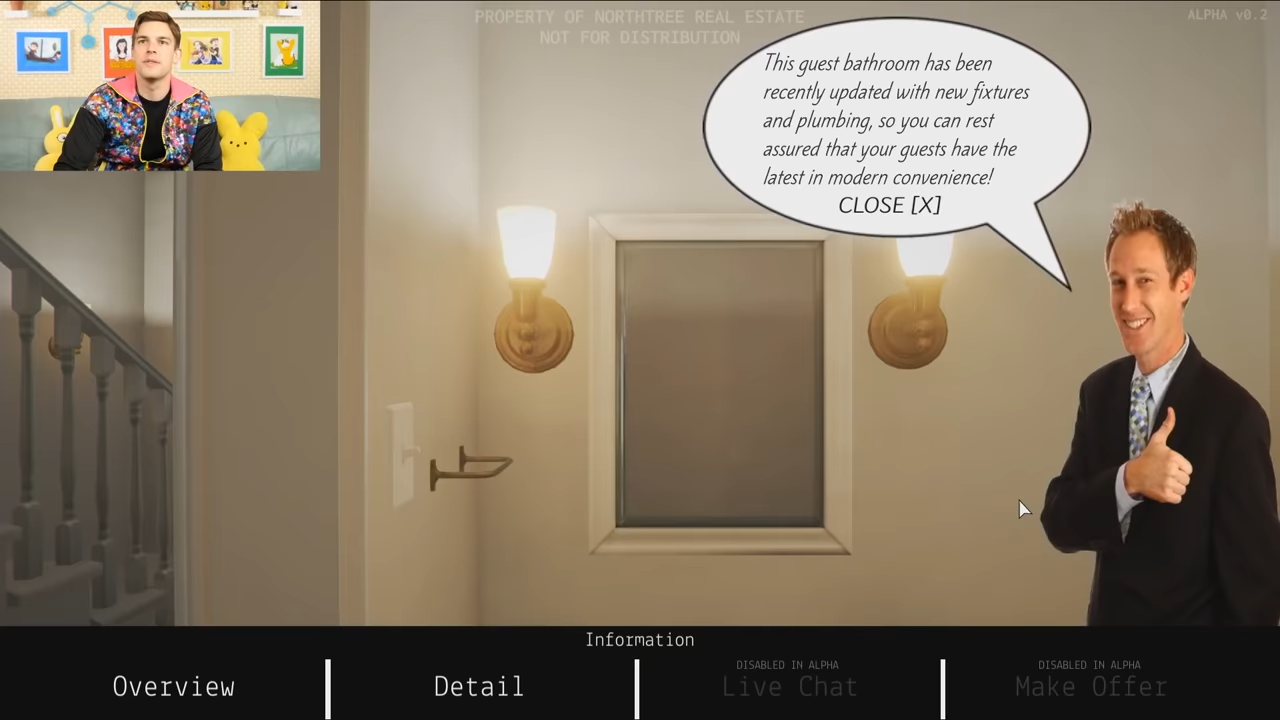 PROPERTY OF NORTHTREE REAL ESTATE
NOT FOR DISTRIBUTION
ALPHA v0.2
This guest bathroom has been
recently updated with new fixtures
and plumbing, so you can rest
assured that your guests have the
latest in modern convenience!
CLOSE [X]
Information
Overview
Detail
DISABLED IN ALPHA
Live Chat
DISABLED IN ALPHA
Make Offer